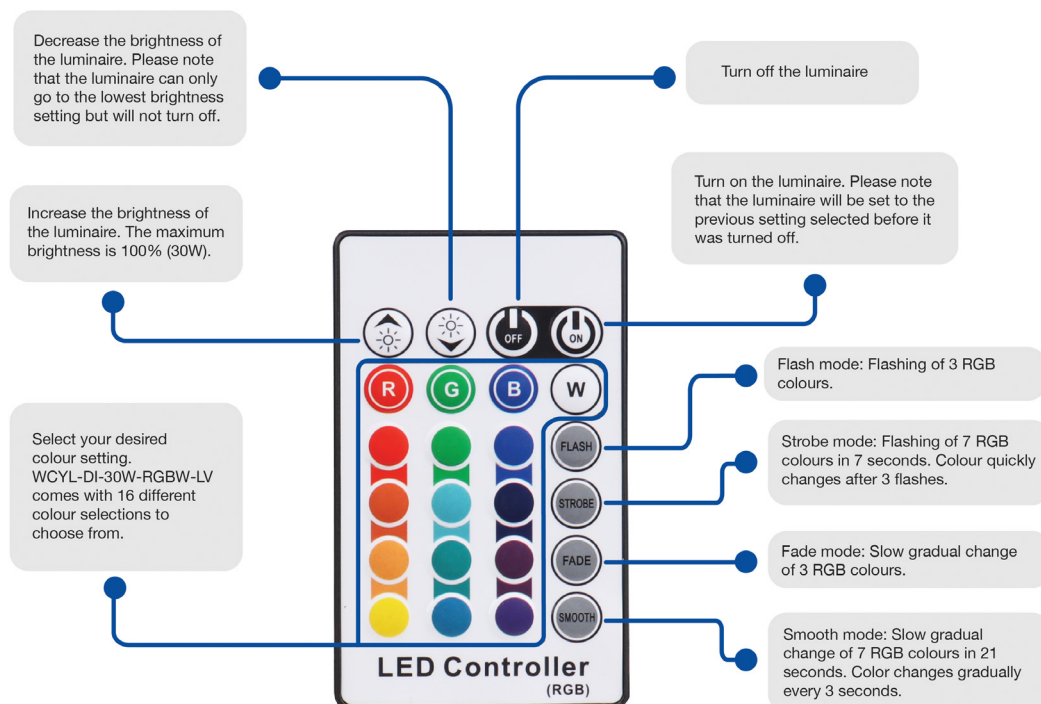 Decrease the brightness of
the luminaire. Please note
that the luminaire can only
go to the lowest brightness
setting but will not turn off.
Turn off the luminaire
Increase the brightness of
the luminaire. The maximum
brightness is 100% (30W).
Turn on the luminaire. Please note
that the luminaire will be set to the
previous setting selected before it
was turned off.
Select your desired
colour setting.
WCYL-DI-30W-RGBW-LV
comes with 16 different
colour selections to
choose from.
OFF ON
R G B W
FLASH
STROBE
FADE
SMOOTH
LED Controller
(RGB)
Flash mode: Flashing of 3 RGB
colours.
Strobe mode: Flashing of 7 RGB
colours in 7 seconds. Colour quickly
changes after 3 flashes.
Fade mode: Slow gradual change
of 3 RGB colours.
Smooth mode: Slow gradual
change of 7 RGB colours in 21
seconds. Color changes gradually
every 3 seconds.